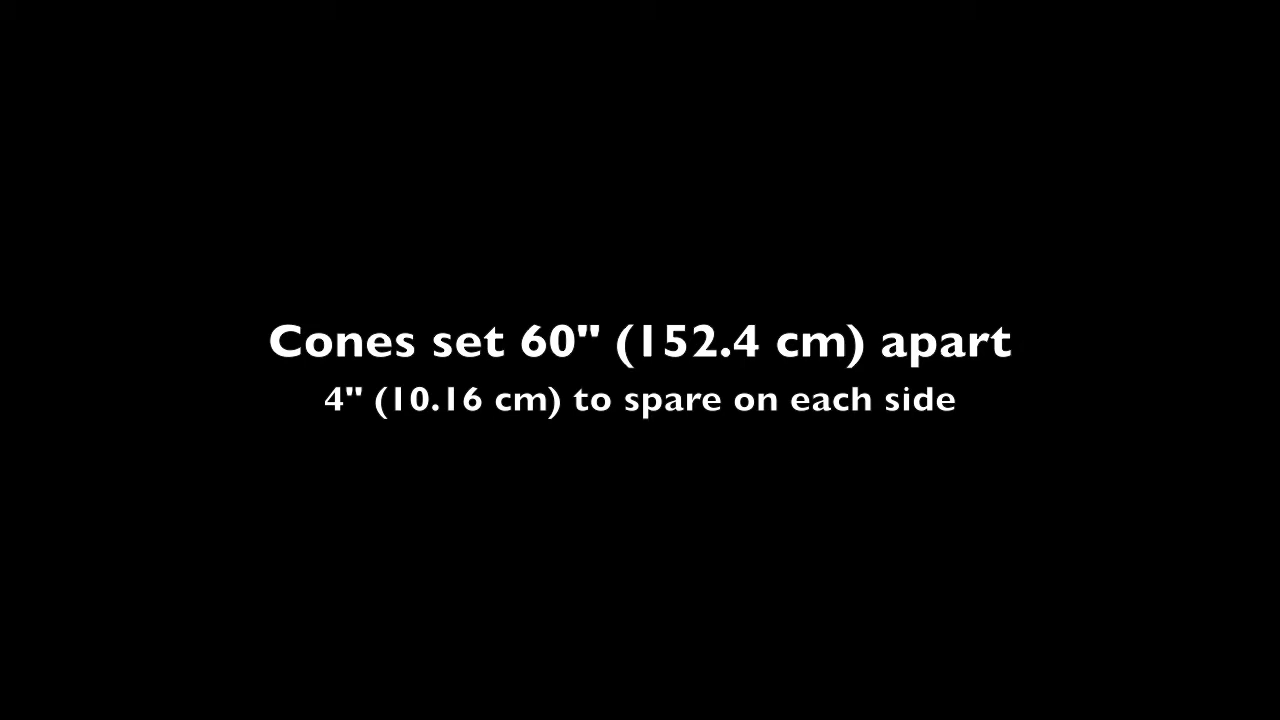 Cones set 60" (152.4 cm) apart
4" (10.16 cm) to spare on each side